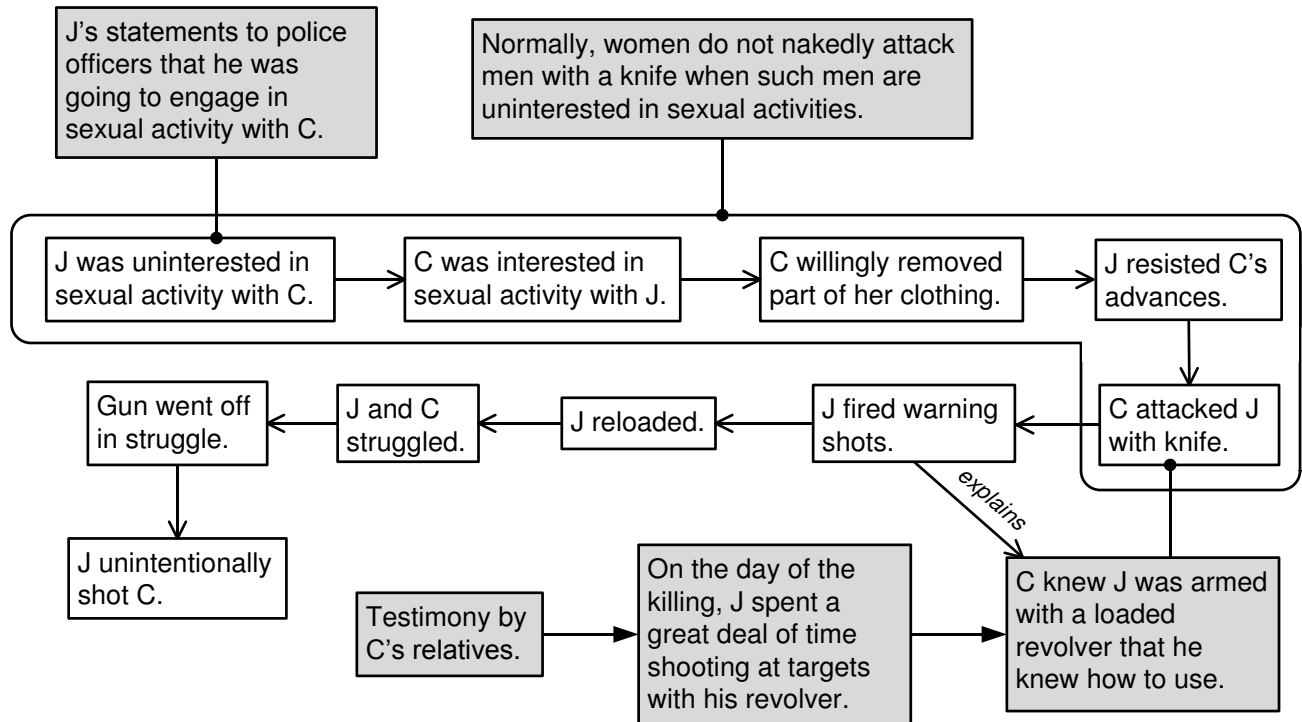 J’s statements to police
officers that he was
going to engage in
sexual activity with C.
Normally, women do not nakedly attack
men with a knife when such men are
uninterested in sexual activities.
J was uninterested in
sexual activity with C.
C was interested in
sexual activity with J.
C willingly removed
part of her clothing.
J resisted C’s
advances.
Gun went off
in struggle.
J and C
struggled.
J reloaded.
J fired warning
shots.
C attacked J
with knife.
explains
J unintentionally
shot C.
Testimony by
C’s relatives.
On the day of the
killing, J spent a
great deal of time
shooting at targets
with his revolver.
C knew J was armed
with a loaded
revolver that he
knew how to use.